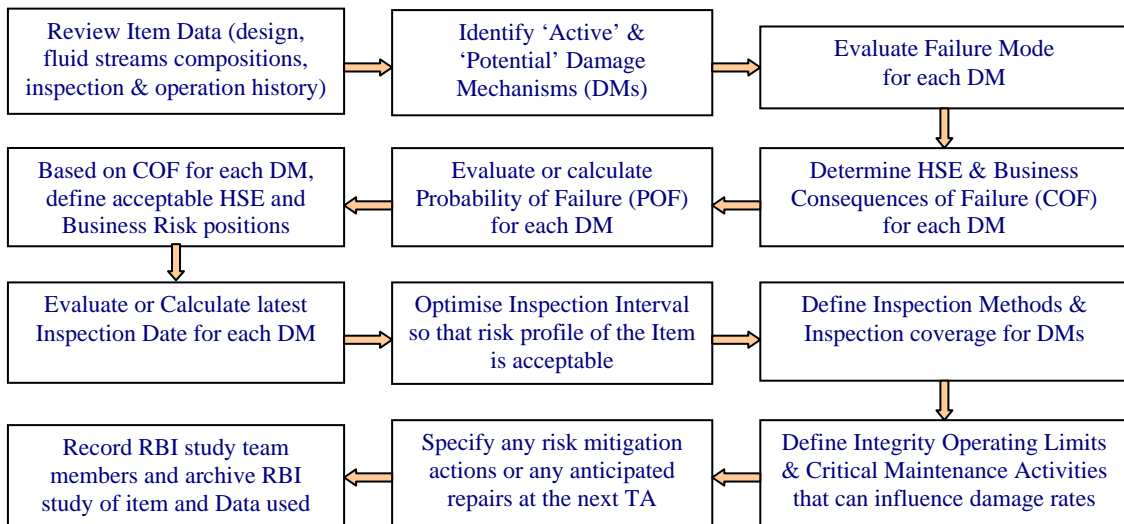 Review Item Data (design,
fluid streams compositions,
inspection & operation history)
Identify ‘Active’ &
‘Potential’ Damage
Mechanisms (DMs)
Evaluate Failure Mode
for each DM
Determine HSE & Business
Consequences of Failure (COF)
for each DM
Evaluate or calculate
Probability of Failure (POF)
for each DM
Based on COF for each DM,
define acceptable HSE and
Business Risk positions
Evaluate or Calculate latest
Inspection Date for each DM
Optimise Inspection Interval
so that risk profile of the Item
is acceptable
Define Inspection Methods &
Inspection coverage for DMs
Define Integrity Operating Limits
& Critical Maintenance Activities
that can influence damage rates
Specify any risk mitigation
actions or any anticipated
repairs at the next TA
Record RBI study team
members and archive RBI
study of item and Data used